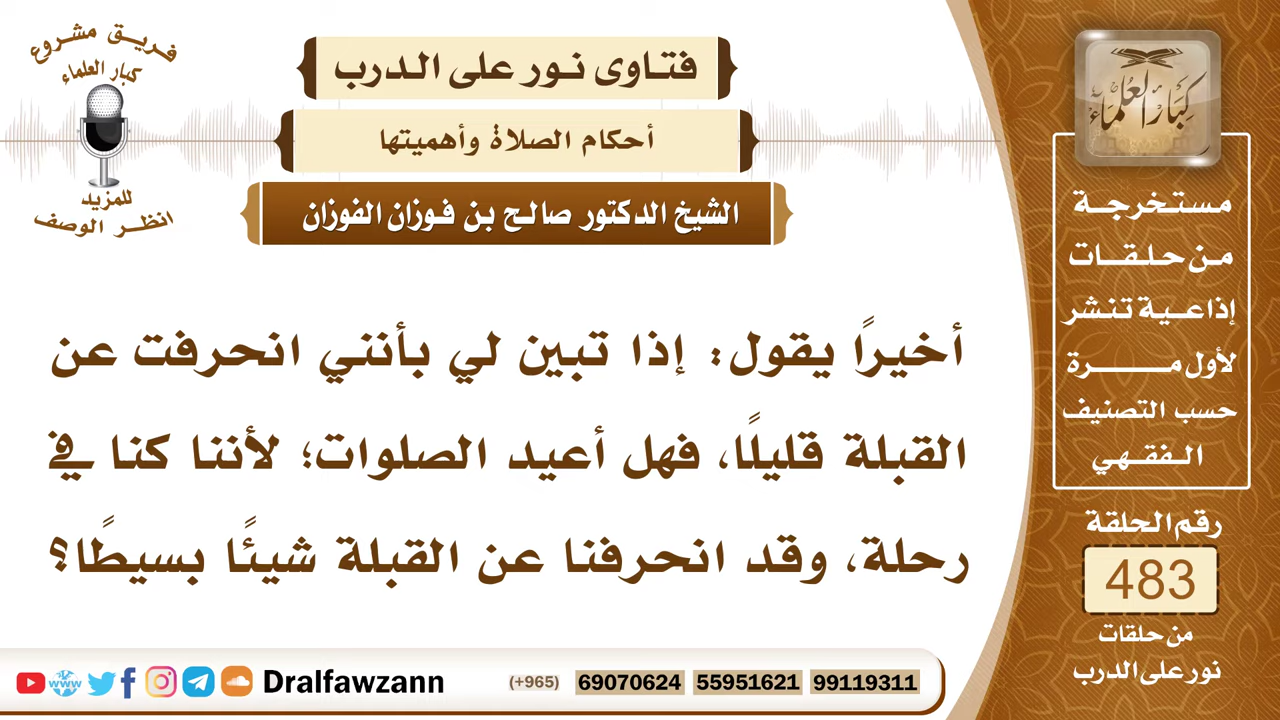 فريق مشروع
كبار العلماء
للمزيد
انظر الوصف
فتاوى نور على الدرب
أحكام الصلاة وأهميتها
الشيخ الدكتور صالح بن فوزان الفوزان
أخيرًا يقول: إذا تبين لي بأنني انحرفت عن
القبلة قليلًا، فهل أعيد الصلوات؛ لأننا كنا في
رحلة، وقد انحرفنا عن القبلة شيئًا بسيطًا؟
كبار العلماء
مستخرجة
من حلقات
إذاعية تنشر
لأول مرة
حسب التصنيف
الفقهي
رقم الحلقة
483
من حلقات
نور على الدرب
www Dralfawzann (+965) 69070624 55951621 99119311